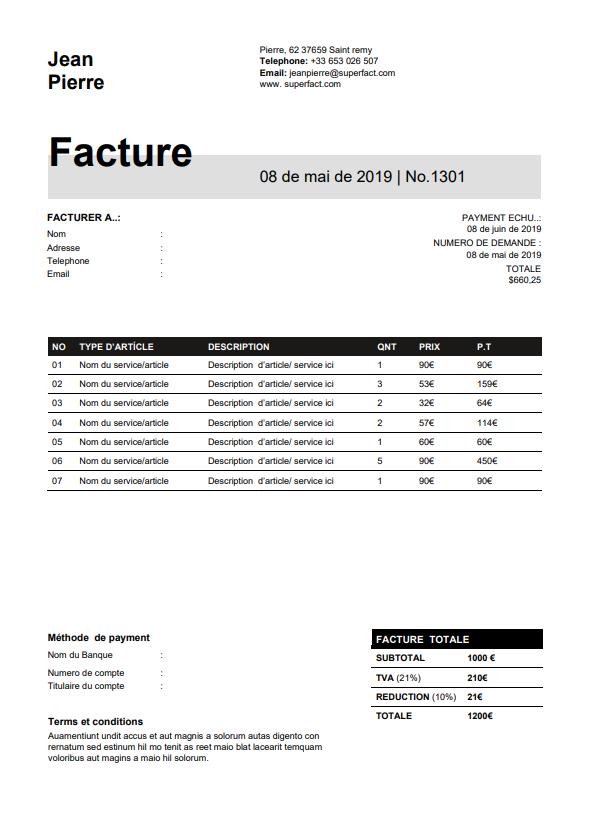 Jean
Pierre
Pierre, 62 37659 Saint remy
Telephone: +33 653 026 507
Email: jeanpierre@superfact.com
www. superfact.com
Facture
08 de mai de 2019 | No.1301
FACTURER A..:
Nom :
Adresse :
Telephone :
Email :
PAYMENT ECHU..:
08 de juin de 2019
NUMERO DE DEMANDE :
08 de mai de 2019
TOTALE
$660,25
NO TYPE D'ARTÍCLE DESCRIPTION QNT PRIX P.T
01 Nom du service/article Description d'article/ service ici 1 90€ 90€
02 Nom du service/article Description d'article/ service ici 3 53€ 159€
03 Nom du service/article Description d'article/ service ici 2 32€ 64€
04 Nom du service/article Description d'article/ service ici 2 57€ 114€
05 Nom du service/article Description d'article/ service ici 1 60€ 60€
06 Nom du service/article Description d'article/ service ici 5 90€ 450€
07 Nom du service/article Description d'article/ service ici 1 90€ 90€
Méthode de payment
Nom du Banque :
Numero de compte :
Titulaire du compte :
FACTURE TOTALE
SUBTOTAL 1000 €
TVA (21%) 210€
REDUCTION (10%) 21€
TOTALE 1200€
Terms et conditions
Auamentiunt undit accus et aut magnis a solorum autas digento con
rernatum sed estinum hil mo tenit as reet maio blat lacearit temquam
voloribus aut magins a maio hil solorum.